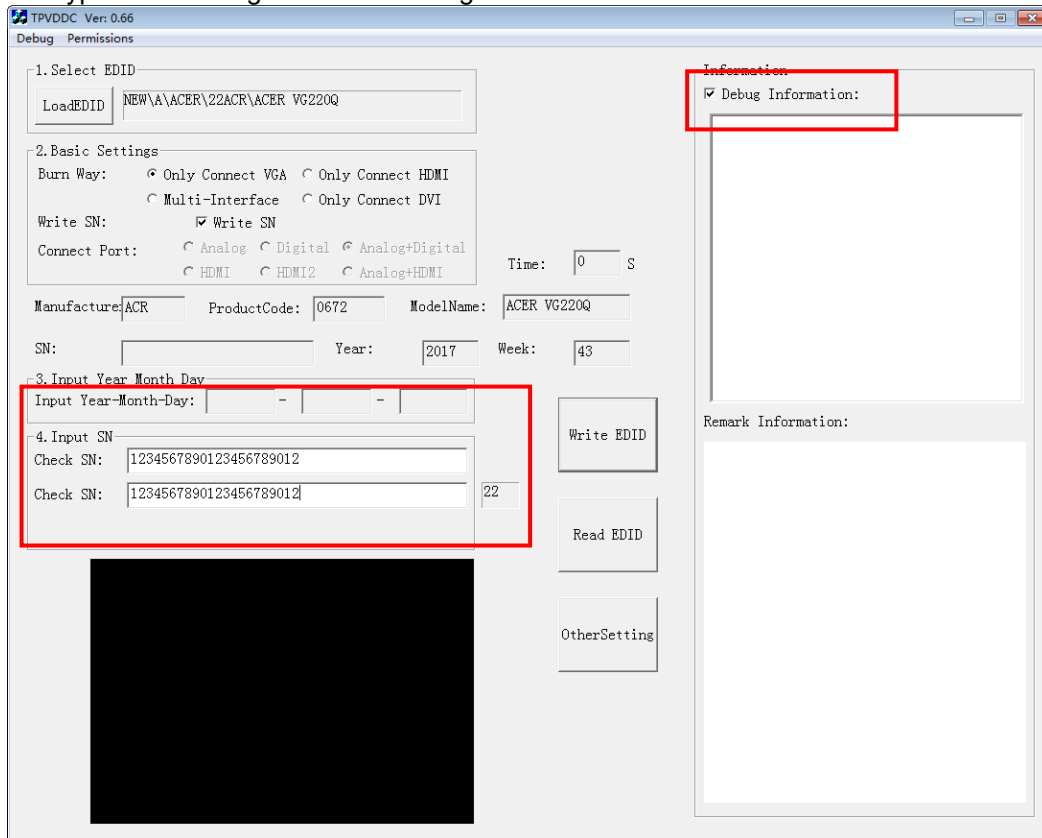 TPVDDC Ver: 0.66
Debug Permissions
1. Select EDID
LoadEDID NEW\A\ACER\22ACR\ACER VG220Q
2. Basic Settings
Burn Way: Only Connect VGA Only Connect HDMI
Multi-Interface Only Connect DVI
Write SN: Write SN
Connect Port: Analog Digital Analog+Digital
HDMI HDMI2 Analog+HDMI
Time: 0 S
Manufacture: ACR ProductCode: 0672 ModelName: ACER VG220Q
SN: Year: 2017 Week: 43
3. Input Year Month Day
Input Year-Month-Day: - -
4. Input SN
Check SN: 1234567890123456789012
Check SN: 1234567890123456789012 22
Write EDID
Read EDID
OtherSetting
Information
Debug Information:
Remark Information: